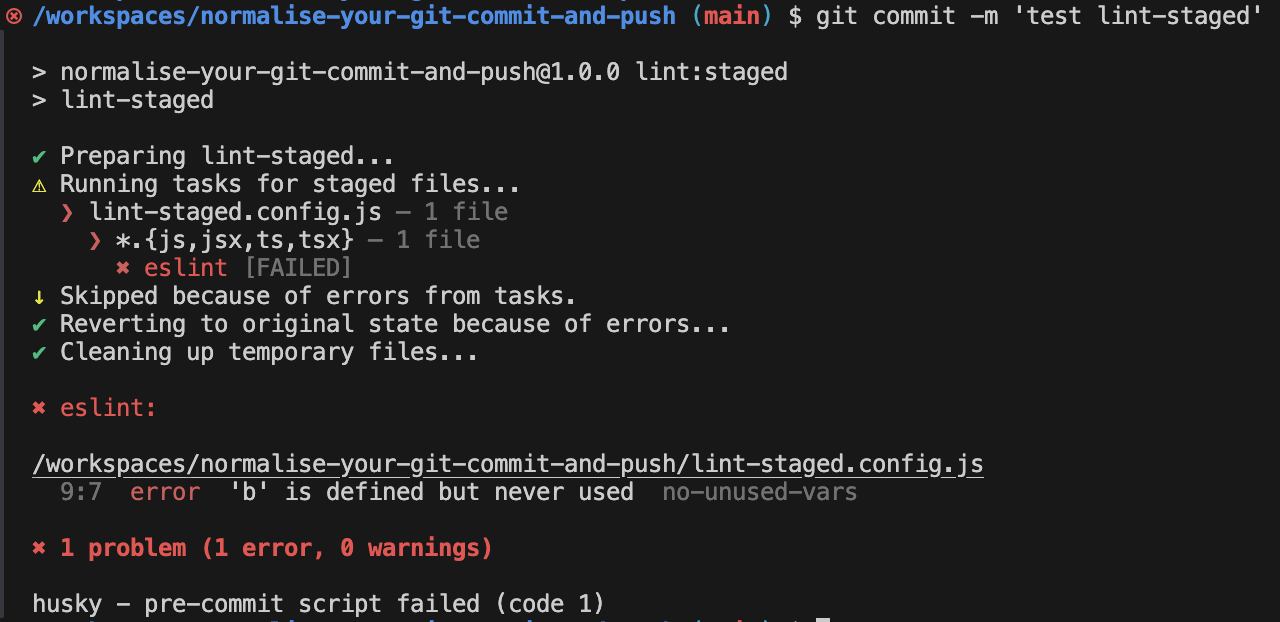 /workspaces/normalise-your-git-commit-and-push (main) $ git commit -m 'test lint-staged'
> normalise-your-git-commit-and-push@1.0.0 lint:staged
> lint-staged
✔ Preparing lint-staged...
⚠ Running tasks for staged files...
❯ lint-staged.config.js — 1 file
❯ *.{js,jsx,ts,tsx} — 1 file
✖ eslint [FAILED]
↓ Skipped because of errors from tasks.
✔ Reverting to original state because of errors...
✔ Cleaning up temporary files...
✖ eslint:
/workspaces/normalise-your-git-commit-and-push/lint-staged.config.js
9:7 error 'b' is defined but never used no-unused-vars
✖ 1 problem (1 error, 0 warnings)
husky - pre-commit script failed (code 1)